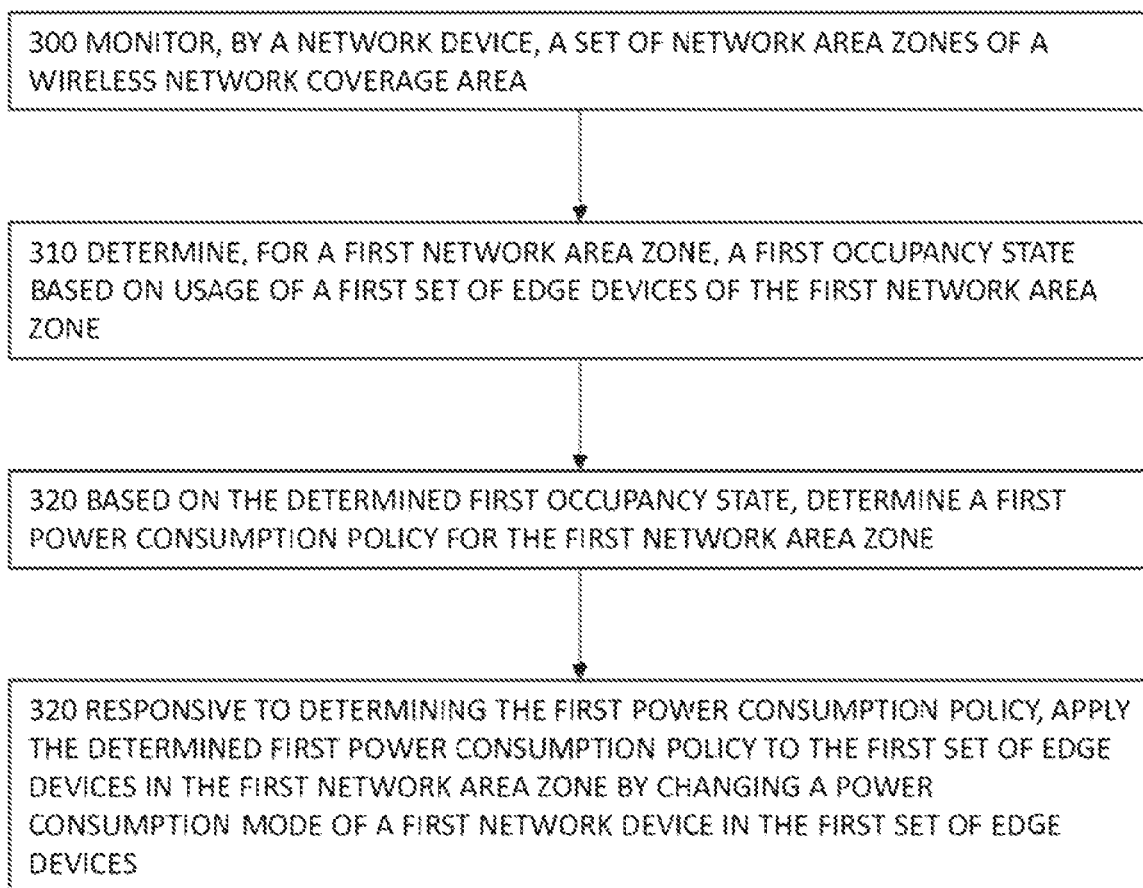 300 MONITOR, BY A NETWORK DEVICE, A SET OF NETWORK AREA ZONES OF A
WIRELESS NETWORK COVERAGE AREA
310 DETERMINE, FOR A FIRST NETWORK AREA ZONE, A FIRST OCCUPANCY STATE
BASED ON USAGE OF A FIRST SET OF EDGE DEVICES OF THE FIRST NETWORK AREA
ZONE
320 BASED ON THE DETERMINED FIRST OCCUPANCY STATE, DETERMINE A FIRST
POWER CONSUMPTION POLICY FOR THE FIRST NETWORK AREA ZONE
320 RESPONSIVE TO DETERMINING THE FIRST POWER CONSUMPTION POLICY, APPLY
THE DETERMINED FIRST POWER CONSUMPTION POLICY TO THE FIRST SET OF EDGE
DEVICES IN THE FIRST NETWORK AREA ZONE BY CHANGING A POWER
CONSUMPTION MODE OF A FIRST NETWORK DEVICE IN THE FIRST SET OF EDGE
DEVICES